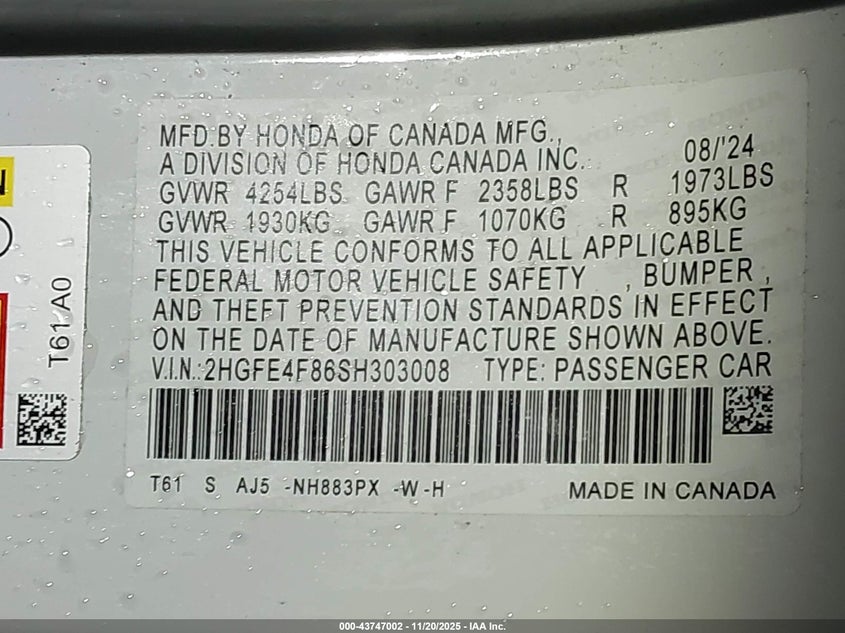 MFD.BY HONDA OF CANADA MFG.,
A DIVISION OF HONDA CANADA INC. 08/'24
GVWR 4254LBS GAWR F 2358LBS R 1973LBS
GVWR 1930KG GAWR F 1070KG R 895KG
THIS VEHICLE CONFORMS TO ALL APPLICABLE
FEDERAL MOTOR VEHICLE SAFETY , BUMPER ,
AND THEFT PREVENTION STANDARDS IN EFFECT
ON THE DATE OF MANUFACTURE SHOWN ABOVE.
V.I.N.:2HGFE4F86SH303008 TYPE: PASSENGER CAR
T61 S AJ5 -NH883PX -W-H MADE IN CANADA
T61 A0
000-43747002 - 11/20/2025 - IAA Inc.